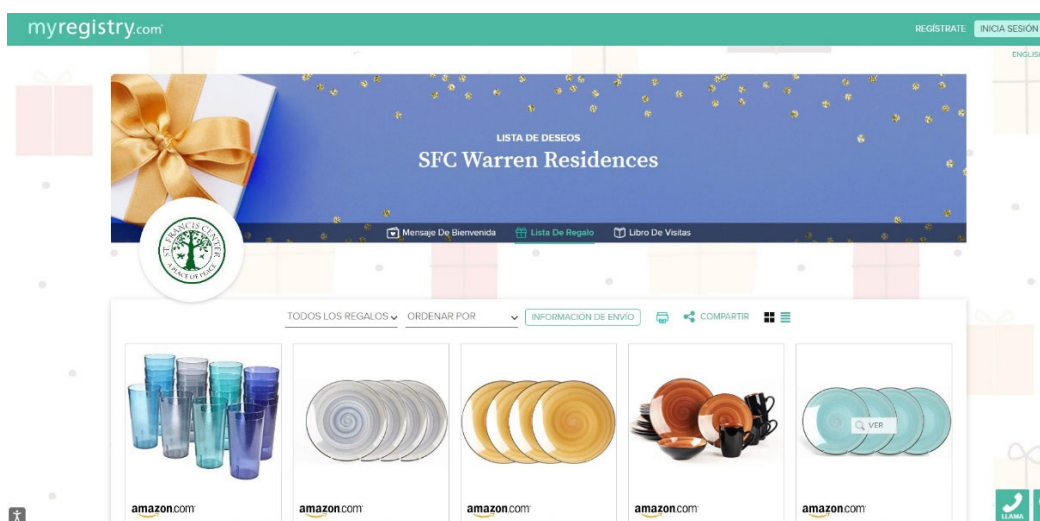 myregistry.com
REGÍSTRATE INICIA SESIÓN
ENGLISH
LISTA DE DESEOS
SFC Warren Residences
Mensaje De Bienvenida Lista De Regalo Libro De Visitas
ST. FRANCIS CENTER
A PLACE OF PEACE
TODOS LOS REGALOS ORDENAR POR INFORMACIÓN DE ENVÍO COMPARTIR
VER
amazon.com amazon.com amazon.com amazon.com amazon.com
LLAMA